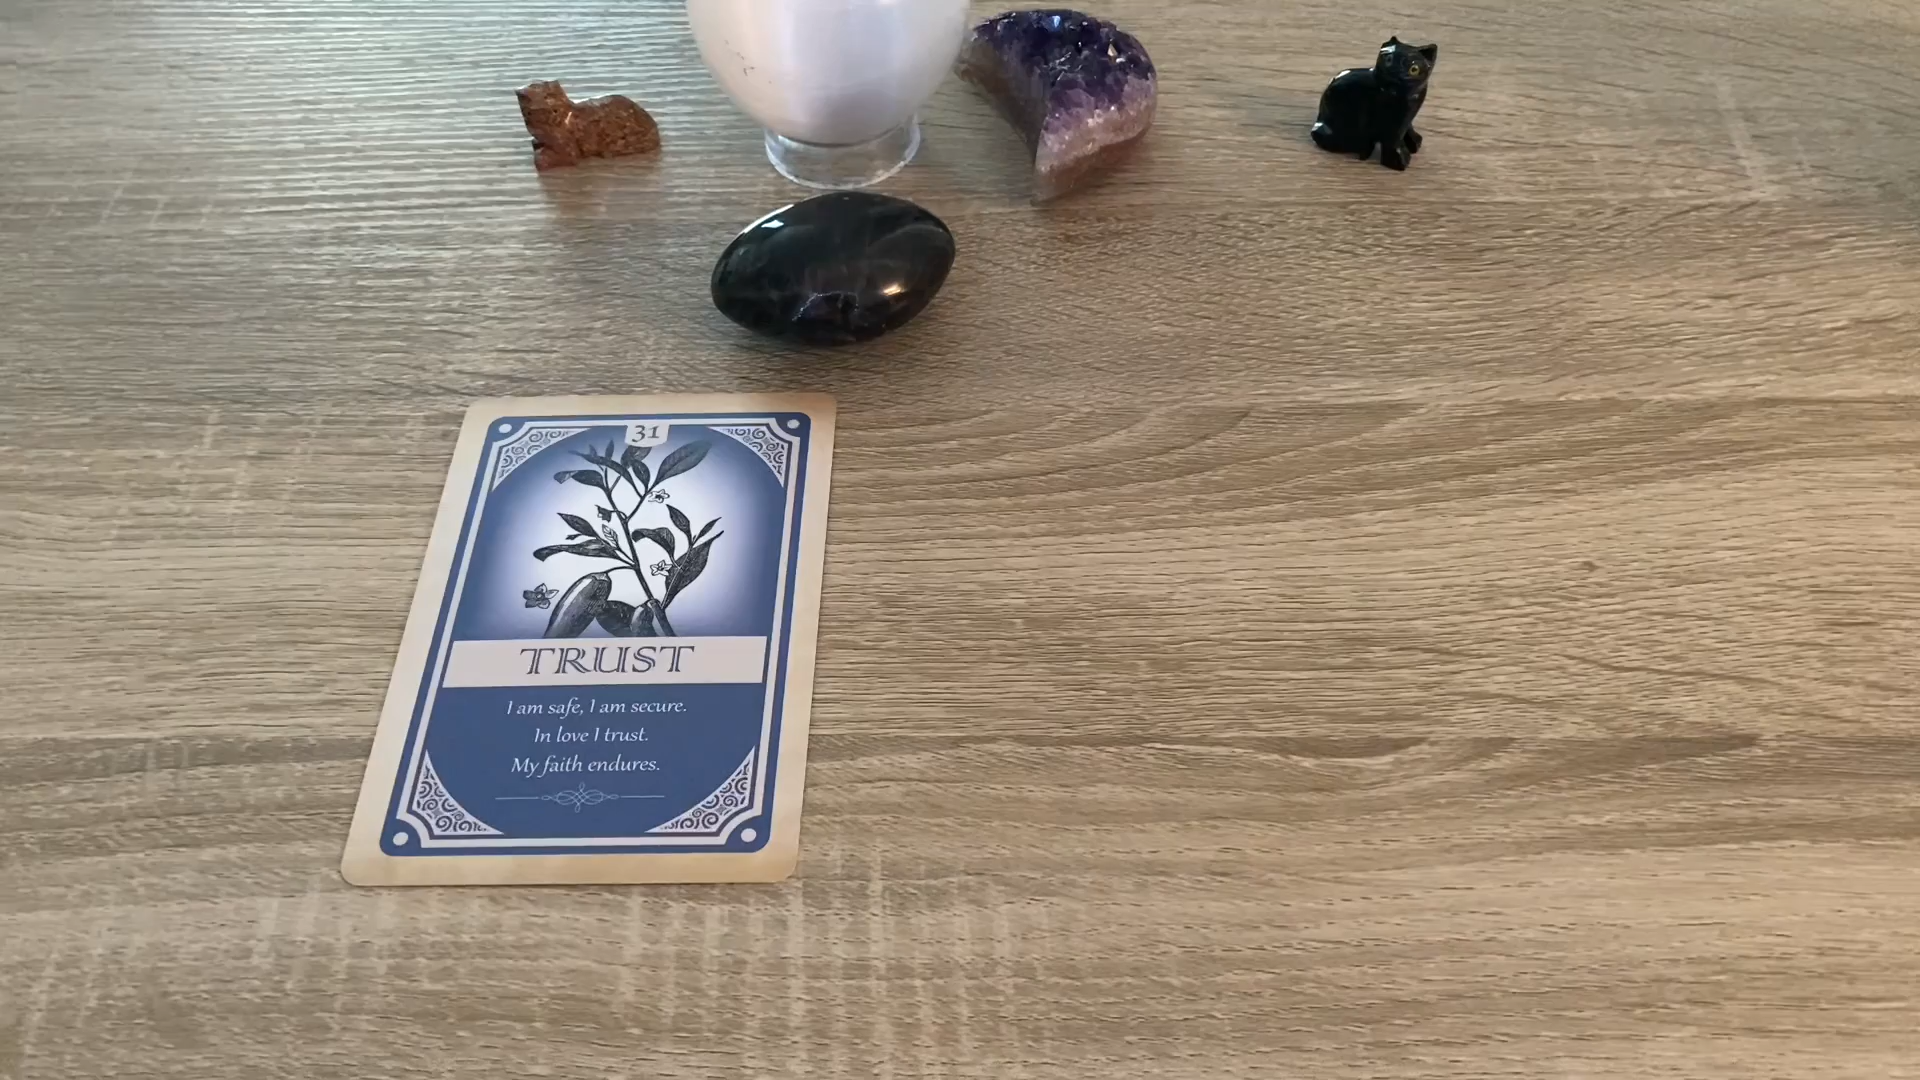 31
TRUST
I am safe, I am secure.
In love I trust.
My faith endures.